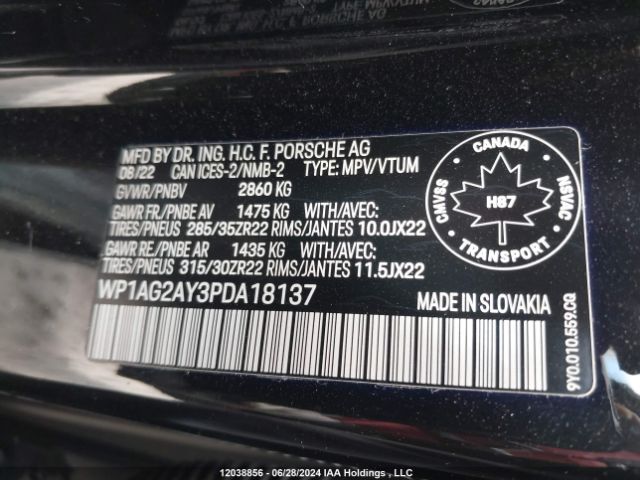 MFD BY DR. ING. H.C. F. PORSCHE AG
08/22 CAN ICES-2/NMB-2 TYPE: MPV/VTUM
GVWR/PNBV 2860 KG
GAWR FR./PNBE AV 1475 KG WITH/AVEC:
TIRES/PNEUS 285/35ZR22 RIMS/JANTES 10.0JX22
GAWR RE./PNBE AR 1435 KG WITH/AVEC:
TIRES/PNEUS 315/30ZR22 RIMS/JANTES 11.5JX22
WP1AG2AY3PDA18137 MADE IN SLOVAKIA
CANADA
CMVSS
NSVAC
H87
TRANSPORT
9Y0.010.559.CA
12038856 - 06/28/2024 IAA Holdings , LLC